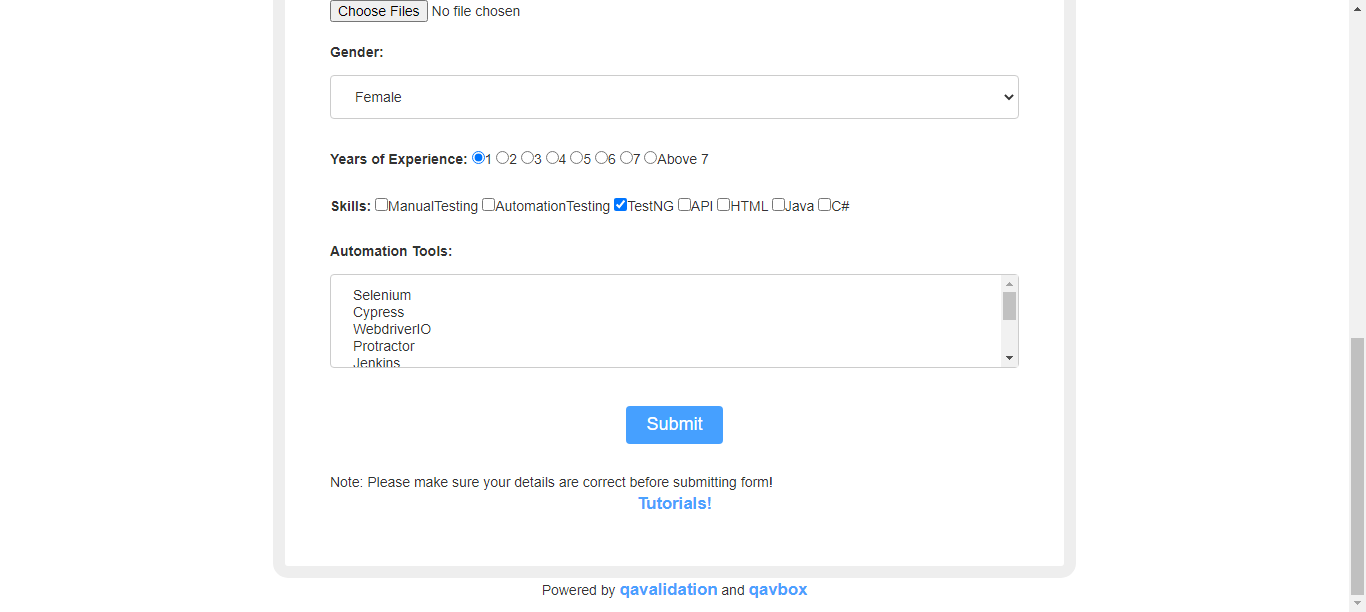 Choose Files No file chosen
Gender:
Female
Years of Experience: 1 2 3 4 5 6 7 Above 7
Skills: ManualTesting AutomationTesting TestNG API HTML Java C#
Automation Tools:
Selenium
Cypress
WebdriverIO
Protractor
Jenkins
Submit
Note: Please make sure your details are correct before submitting form!
Tutorials!
Powered by qavalidation and qavbox